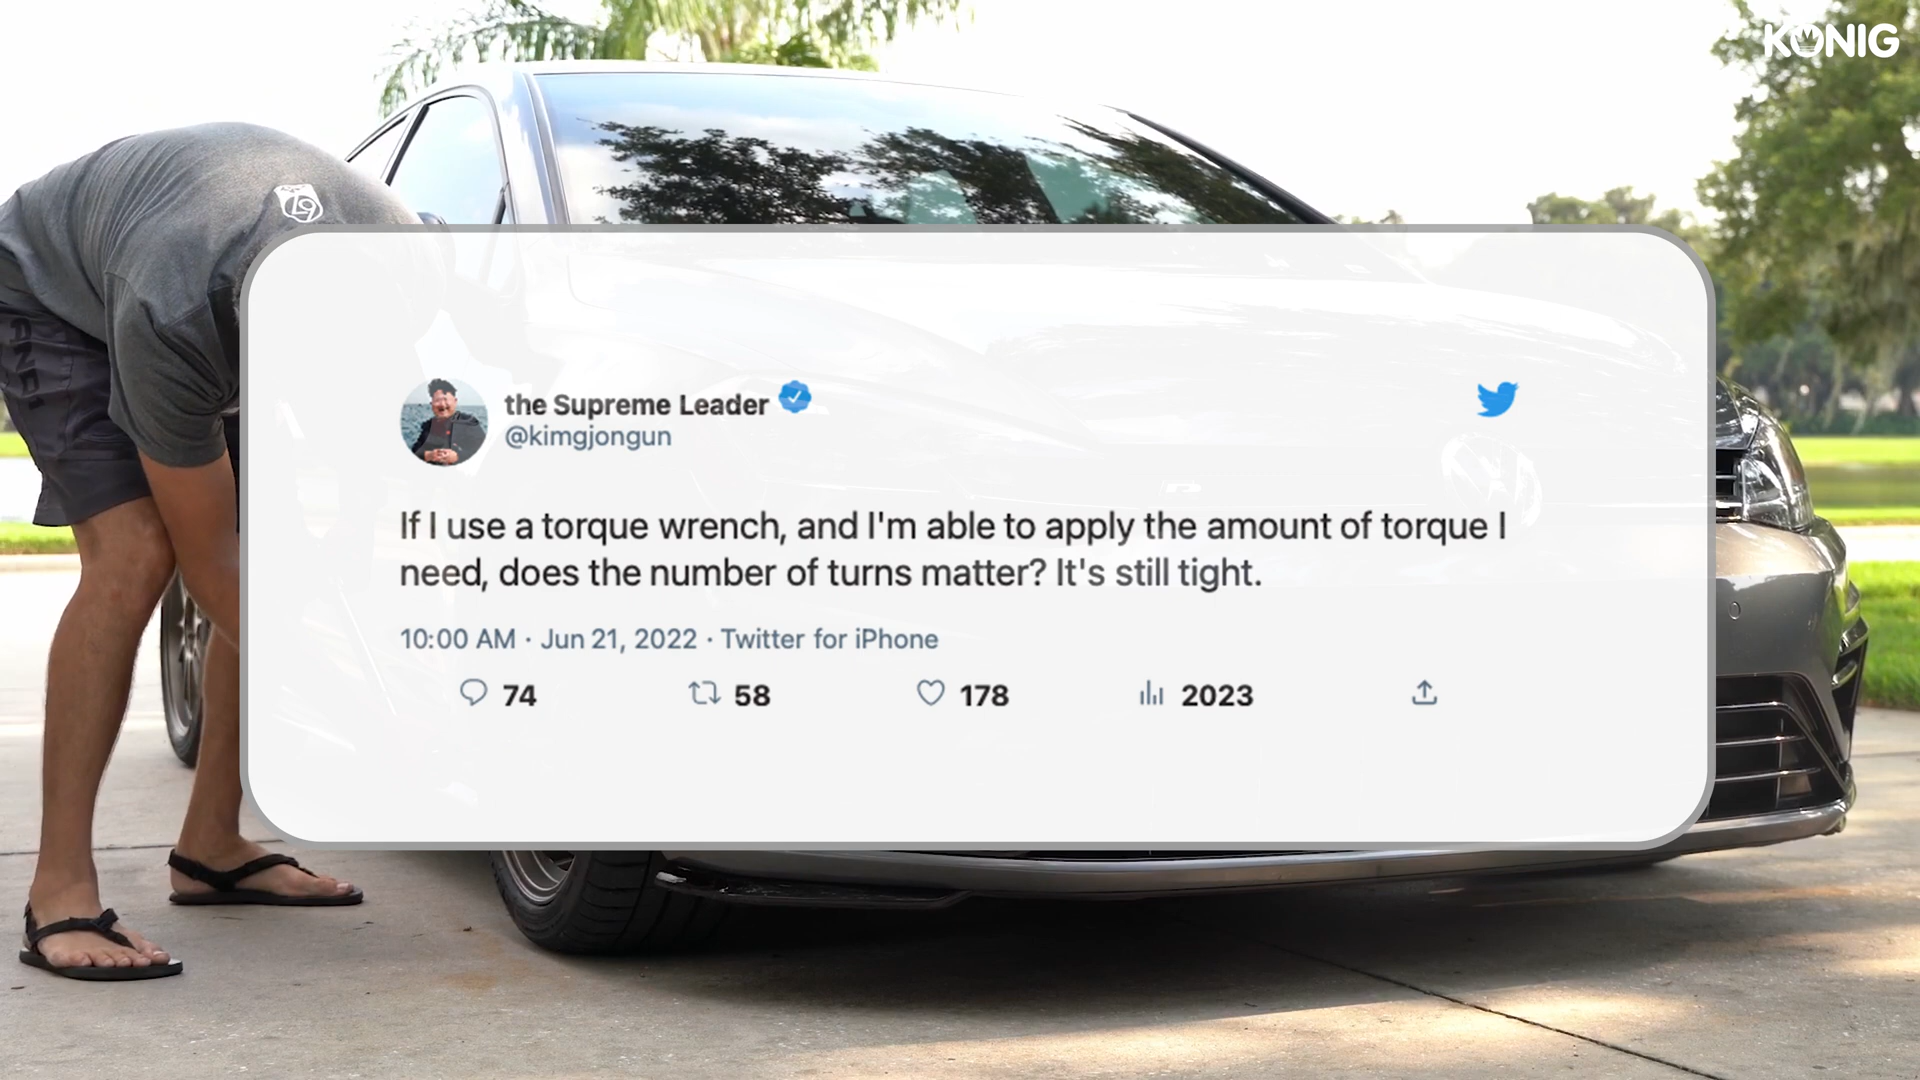 KONIG
the Supreme Leader
@kimgjongun
If I use a torque wrench, and I'm able to apply the amount of torque I
need, does the number of turns matter? It's still tight.
10:00 AM · Jun 21, 2022 · Twitter for iPhone
74 58 178 2023